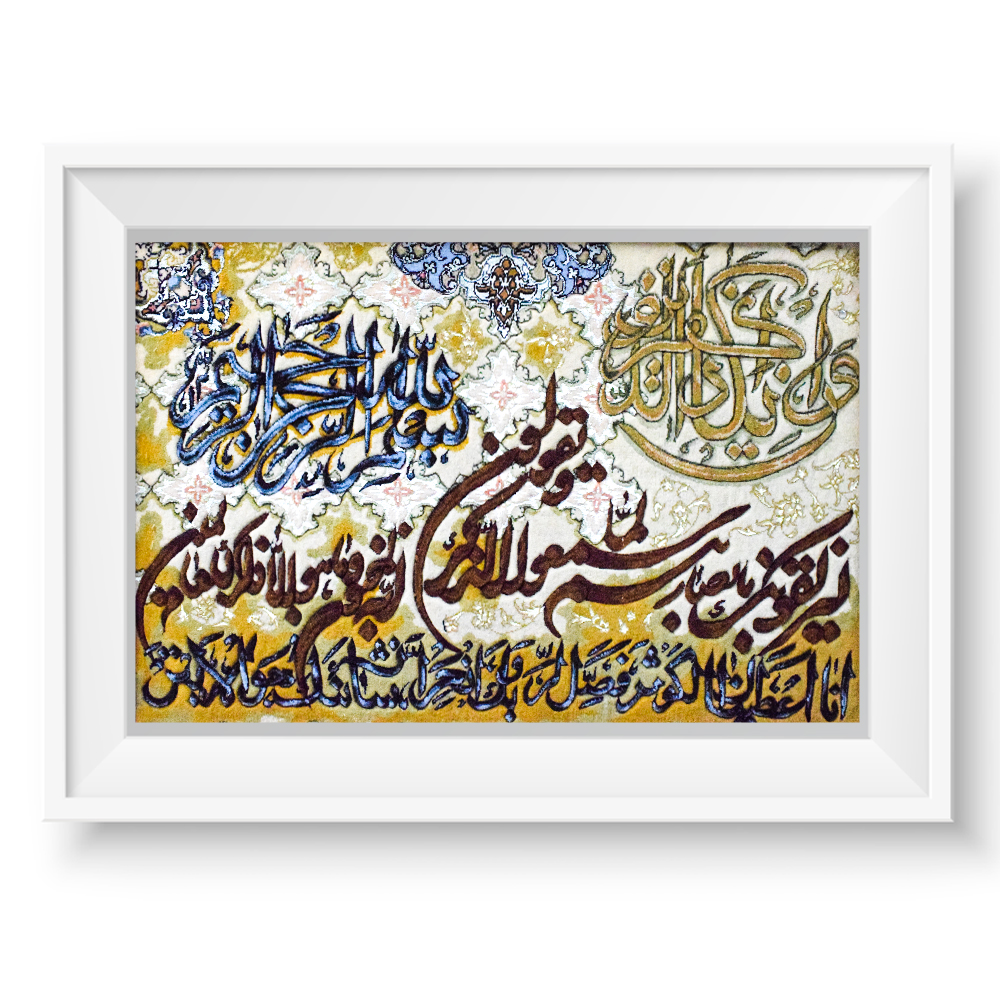 بسم الله الرحمن الرحيم
وان يكاد الذين كفروا
ليزلقونك بابصارهم لما سمعوا الذكر ويقولون انه لمجنون وما هو الا ذكر للعالمين
انا اعطيناك الكوثر فصل لربك وانحر ان شانئك هو الابتر